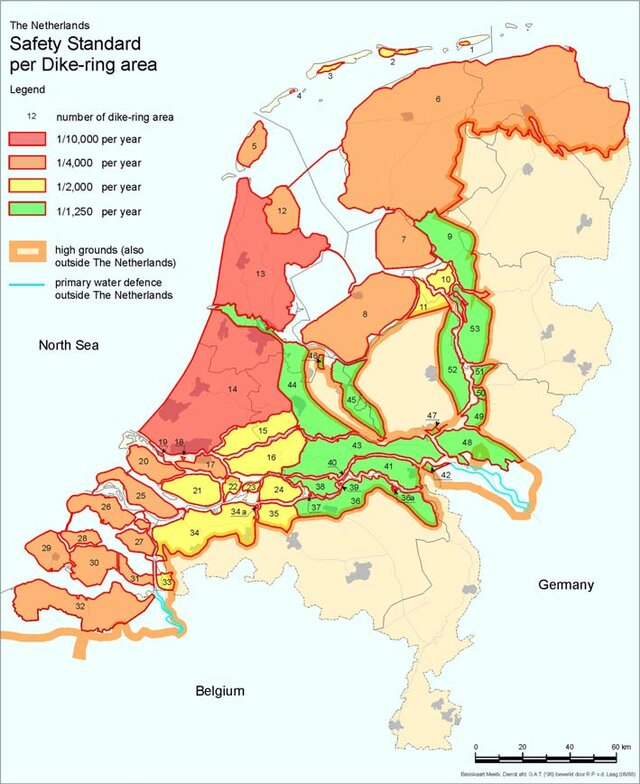 The Netherlands
Safety Standard
per Dike-ring area
Legend
12 number of dike-ring area
1/10,000 per year
1/4,000 per year
1/2,000 per year
1/1,250 per year
high grounds (also
outside The Netherlands)
primary water defence
outside The Netherlands
North Sea
Germany
Belgium
1
2
3
4
5
6
12
7
9
13
10
11
8
53
46
52
51
14
44
45
50
49
47
15
43
48
19
16
20
17
16
40
41
42
25
21
22
23
24
38
39
36
36a
37
26
34a
35
34
28
27
29
30
31
33
32
0 20 40 60 km